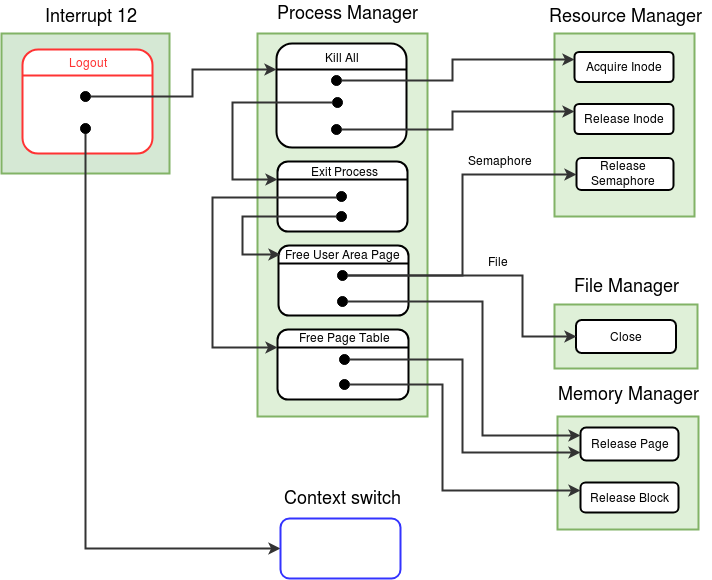 Interrupt 12
Logout
Process Manager
Kill All
Exit Process
Free User Area Page
Free Page Table
Resource Manager
Acquire Inode
Release Inode
Release
Semaphore
Semaphore
File
File Manager
Close
Memory Manager
Release Page
Release Block
Context switch